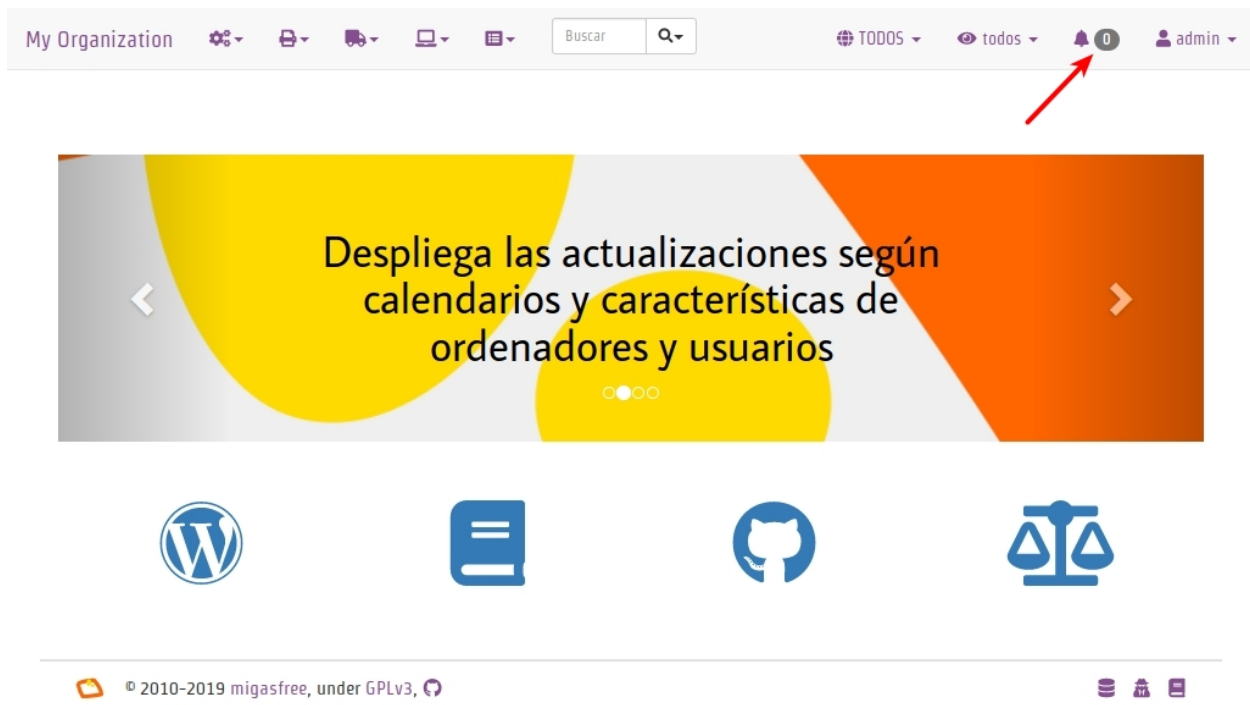 My Organization Buscar TODOS todos 0 admin
Despliega las actualizaciones según
calendarios y características de
ordenadores y usuarios
© 2010-2019 migasfree, under GPLv3,